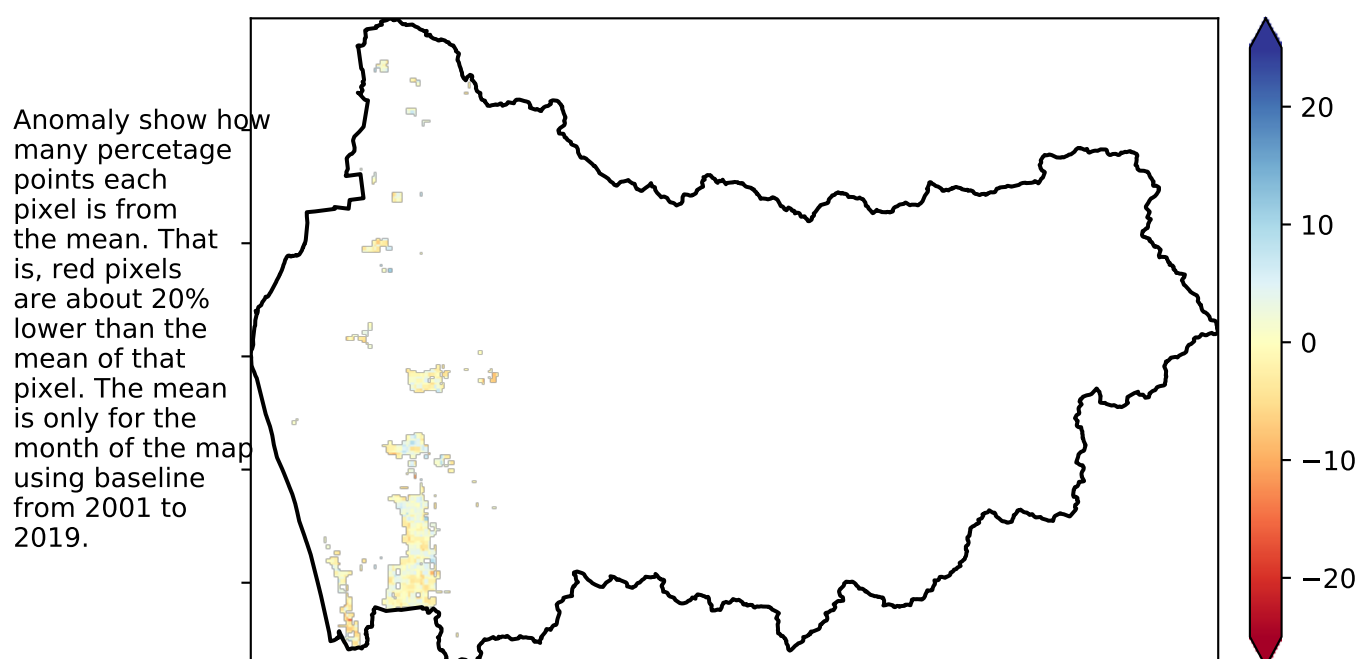 Anomaly show how
many percetage
points each
pixel is from
the mean. That
is, red pixels
are about 20%
lower than the
mean of that
pixel. The mean
is only for the
month of the map
using baseline
from 2001 to
2019.
20
10
0
−10
−20